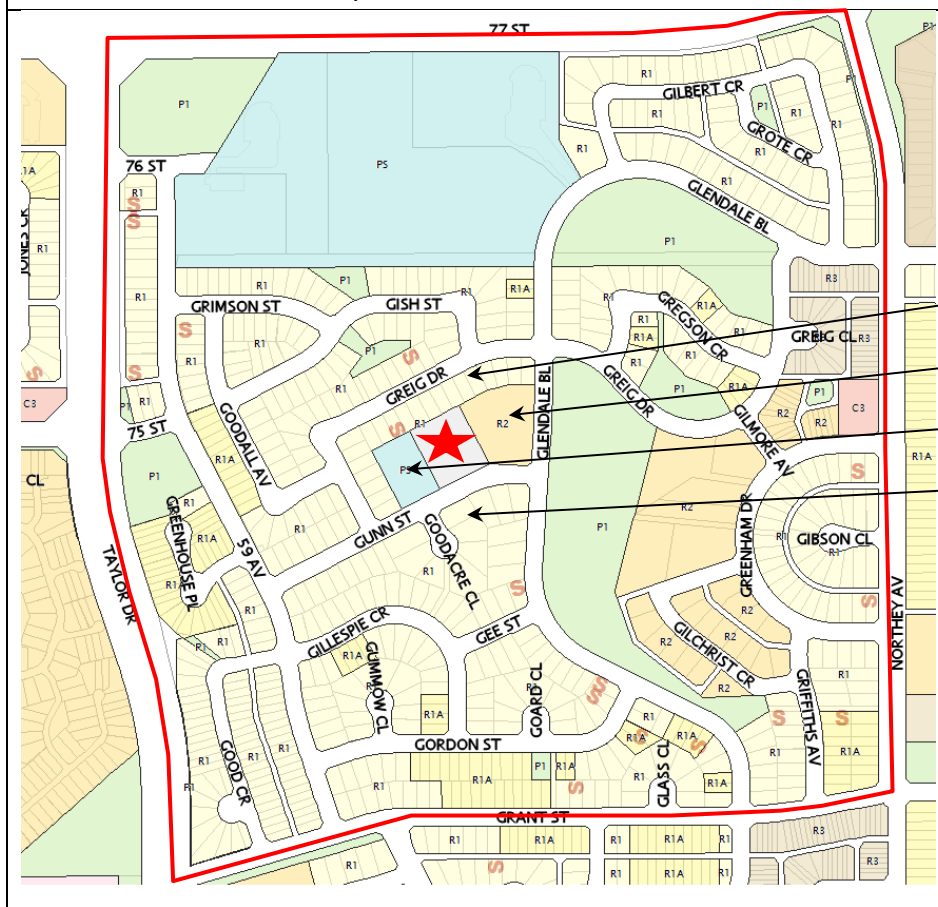 77 ST
P1
P1
R1
GILBERT CR
P1
R1
P1
R1
GROTE CR
R1
R1
R1
PS
76 ST
R1
R1A
R1
S
S
GLENDALE BL
JONES CR
R1
R1
P1
R3
R1
P1
R1
R1A
R1
GRIMSON ST
GISH ST
GREGSON CR
R1A
R1
R1
R1A
R1
R1
GREIG CL
R3
S
R1
P1
S
R1
R1
GREIG DR
GREIG DR
P1
R1A
S
S
C3
P1
R1
GOODALL AV
75 ST
R1
S
R2
GLENDALE BL
GILMORE AV
R2
P1
R2
C3
R1A
P1
PS
CL
R1
GREENHOUSE PL
R1A
R1A
GUNN ST
R1
GOODACRE CL
59 AV
P1
R2
GREENHAM DR
S
R1
GIBSON CL
R1
TAYLOR DR
R1
R1
S
S
NORTHEY AV
GILLESPIE CR
GEE ST
R2
R2
GILCHRIST CR
R2
R1
R1
R1A
GUMMOW CL
R1
R1
GOARD CL
S
S
R1
R1
GRIFFITHS AV
R1A
R1
R1A
S
R1A
S
S
S
GORDON ST
R1
R1
GOOD CR
R1
P1
R1
R1A
P1
R1A
R1
GLASS CL
R1A
R1
R1A
S
GRANT ST
R1
R1
R1A
R1
R1A
R1
R3
R3
S